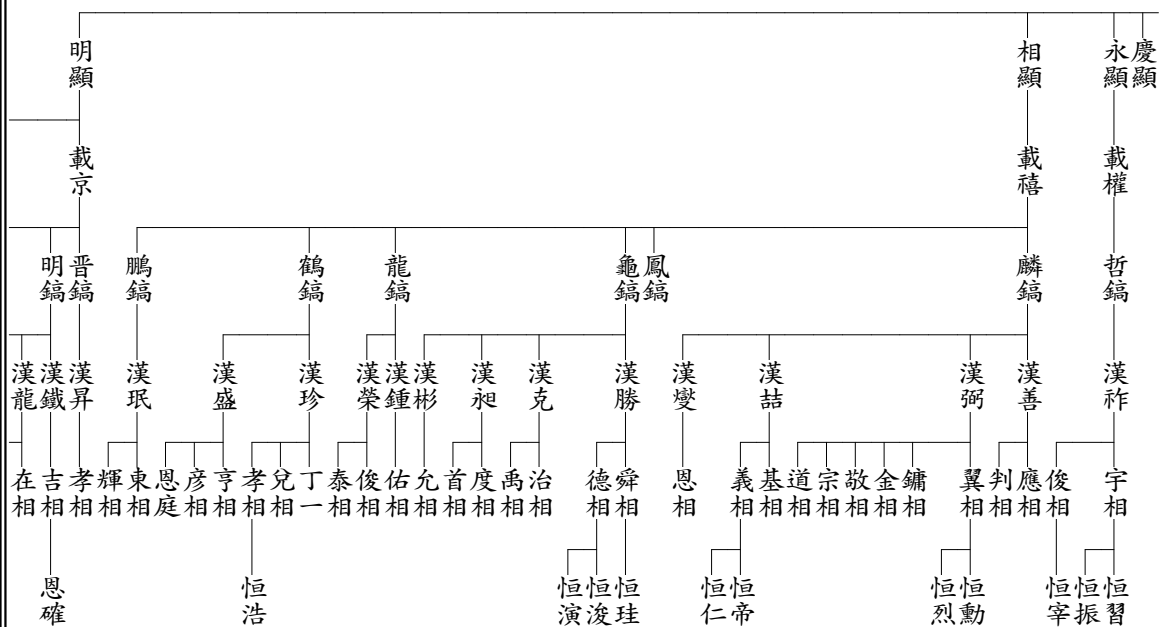 慶顯
永顯
相顯
明顯
載權
載禧
載京
哲鎬
麟鎬
鳳鎬
龜鎬
龍鎬
鶴鎬
鵬鎬
晋鎬
明鎬
漢祚
漢善
漢弼
漢喆
漢燮
漢勝
漢克
漢昶
漢彬
漢鍾
漢榮
漢珍
漢盛
漢珉
漢昇
漢鐵
漢龍
宇相
俊相
應相
判相
翼相
鏞相
金相
敬相
宗相
道相
基相
義相
恩相
舜相
德相
治相
禹相
度相
首相
允相
佑相
俊相
泰相
丁一
兌相
孝相
亨相
彦相
恩庭
東相
輝相
孝相
吉相
在相
恒習
恒振
恒宰
恒勳
恒烈
恒帝
恒仁
恒珪
恒浚
恒演
恒浩
恩確